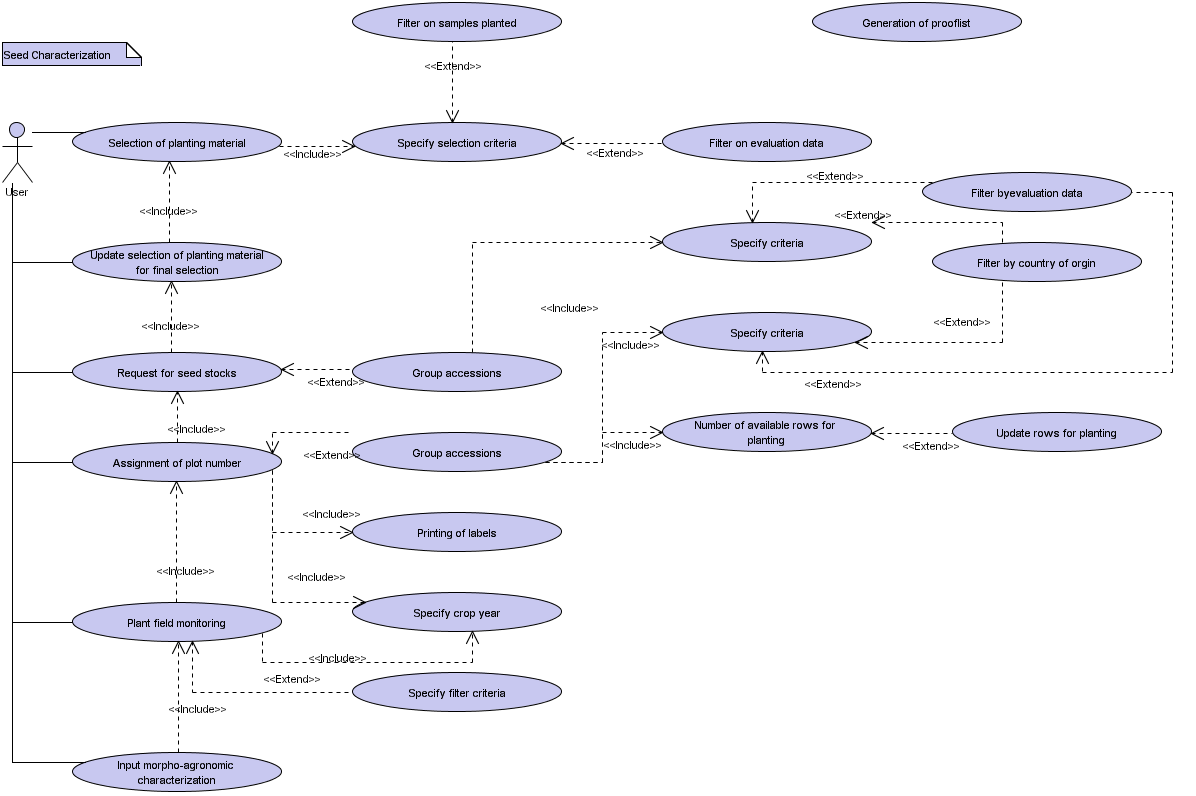 Filter on samples planted
Generation of prooflist
Seed Characterization
<<Extend>>
Selection of planting material
<<Include>>
Specify selection criteria
<<Extend>>
Filter on evaluation data
User
<<Extend>>
Filter byevaluation data
<<Include>>
<<Extend>>
Specify criteria
Update selection of planting material
for final selection
Filter by country of orgin
<<Include>>
<<Include>>
<<Extend>>
Specify criteria
<<Include>>
Request for seed stocks
<<Extend>>
Group accessions
<<Extend>>
<<Include>>
Number of available rows for
planting
Update rows for planting
<<Include>>
<<Extend>>
Assignment of plot number
<<Extend>>
Group accessions
<<Include>>
Printing of labels
<<Include>>
<<Include>>
Specify crop year
Plant field monitoring
<<Include>>
<<Extend>>
Specify filter criteria
<<Include>>
Input morpho-agronomic
characterization